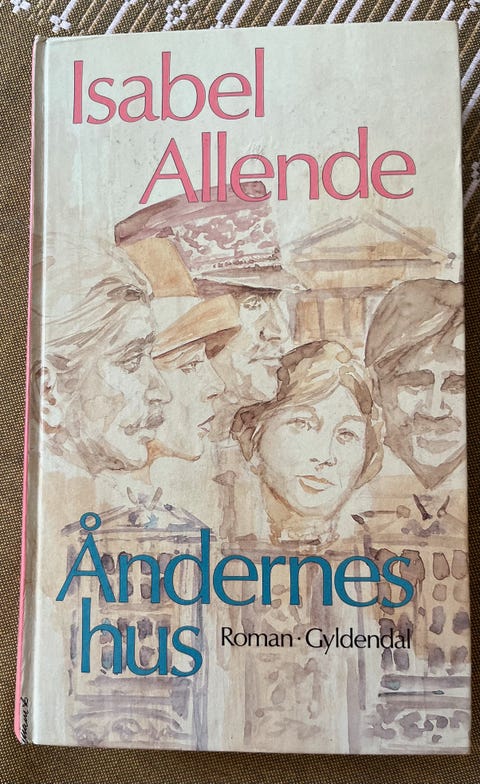 Isabel
Allende
Åndernes
hus
Roman · Gyldendal